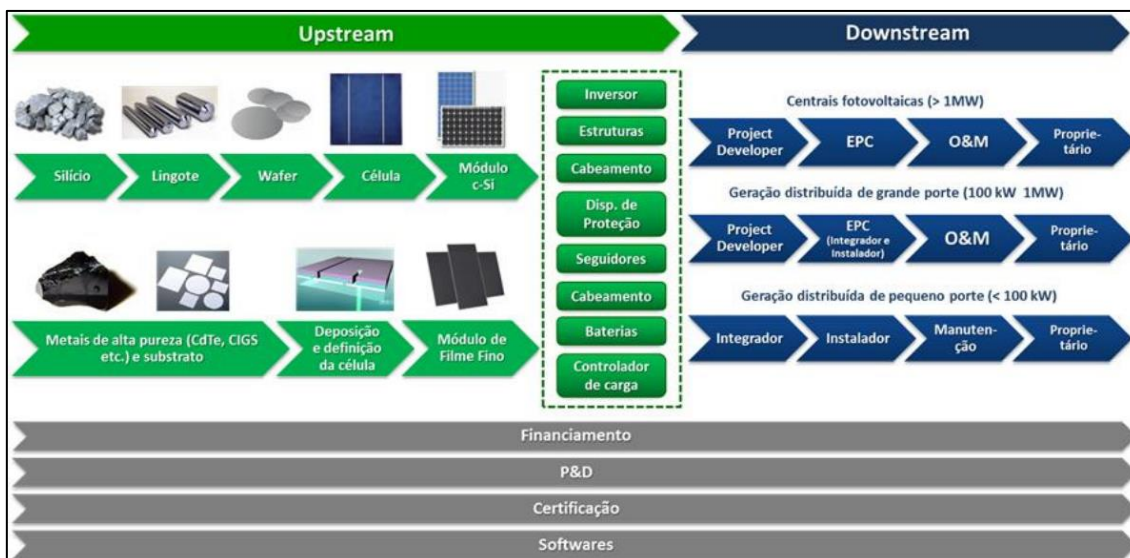 Upstream
Downstream
Silício
Lingote
Wafer
Célula
Módulo
c-Si
Metais de alta pureza (CdTe, CIGS
etc.) e substrato
Deposição
e definição
da célula
Módulo de
Filme Fino
Inversor
Estruturas
Cabeamento
Disp. de
Proteção
Seguidores
Cabeamento
Baterias
Controlador
de carga
Centrais fotovoltaicas (> 1MW)
Project
Developer
EPC
O&M
Proprie-
tário
Geração distribuída de grande porte (100 kW 1MW)
Project
Developer
EPC
(Integrador e
Instalador)
O&M
Proprie-
tário
Geração distribuída de pequeno porte (< 100 kW)
Integrador
Instalador
Manuten-
ção
Proprie-
tário
Financiamento
P&D
Certificação
Softwares